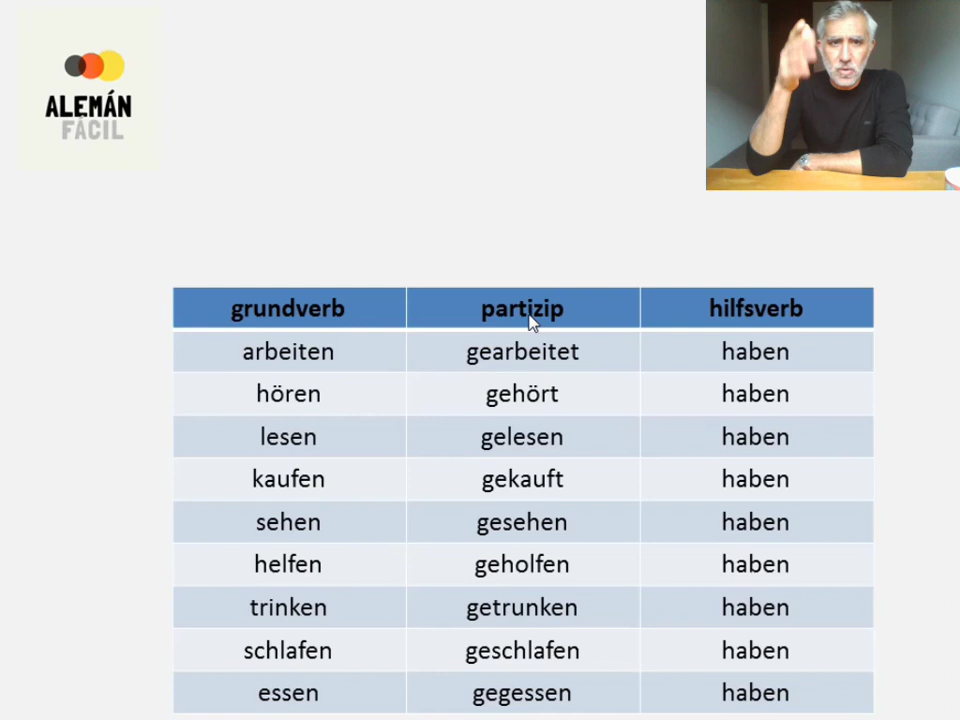 ALEMÁN
FÁCIL
grundverb partizip hilfsverb
arbeiten gearbeitet haben
hören gehört haben
lesen gelesen haben
kaufen gekauft haben
sehen gesehen haben
helfen geholfen haben
trinken getrunken haben
schlafen geschlafen haben
essen gegessen haben